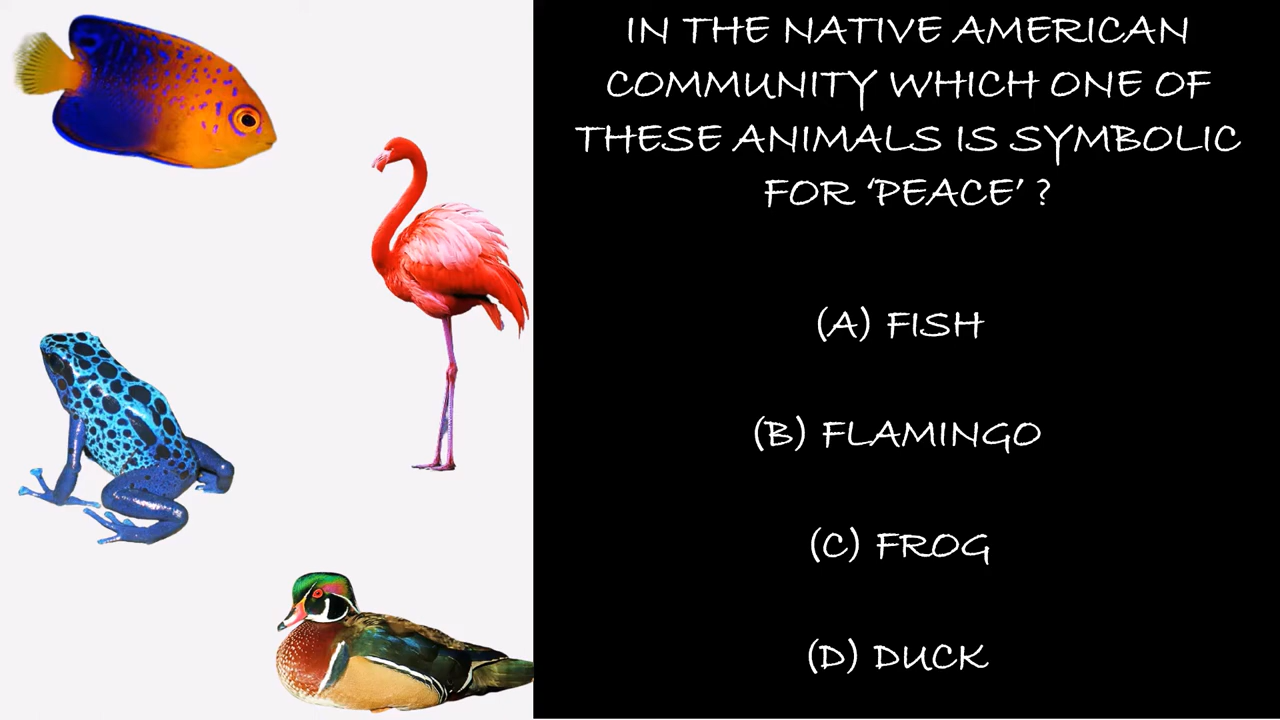 IN THE NATIVE AMERICAN
COMMUNITY WHICH ONE OF
THESE ANIMALS IS SYMBOLIC
FOR ‘PEACE’ ?
(A) FISH
(B) FLAMINGO
(C) FROG
(D) DUCK